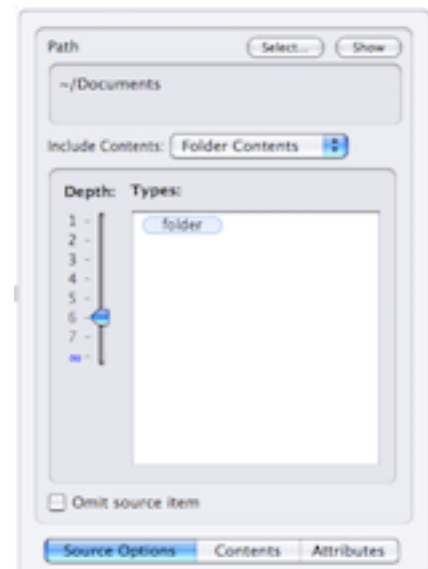 Path Select... Show
~/Documents
Include Contents: Folder Contents
Depth: Types:
1 - folder
2 -
3 -
4 -
5 -
6 -
7 -
∞ -
Omit source item
Source Options Contents Attributes